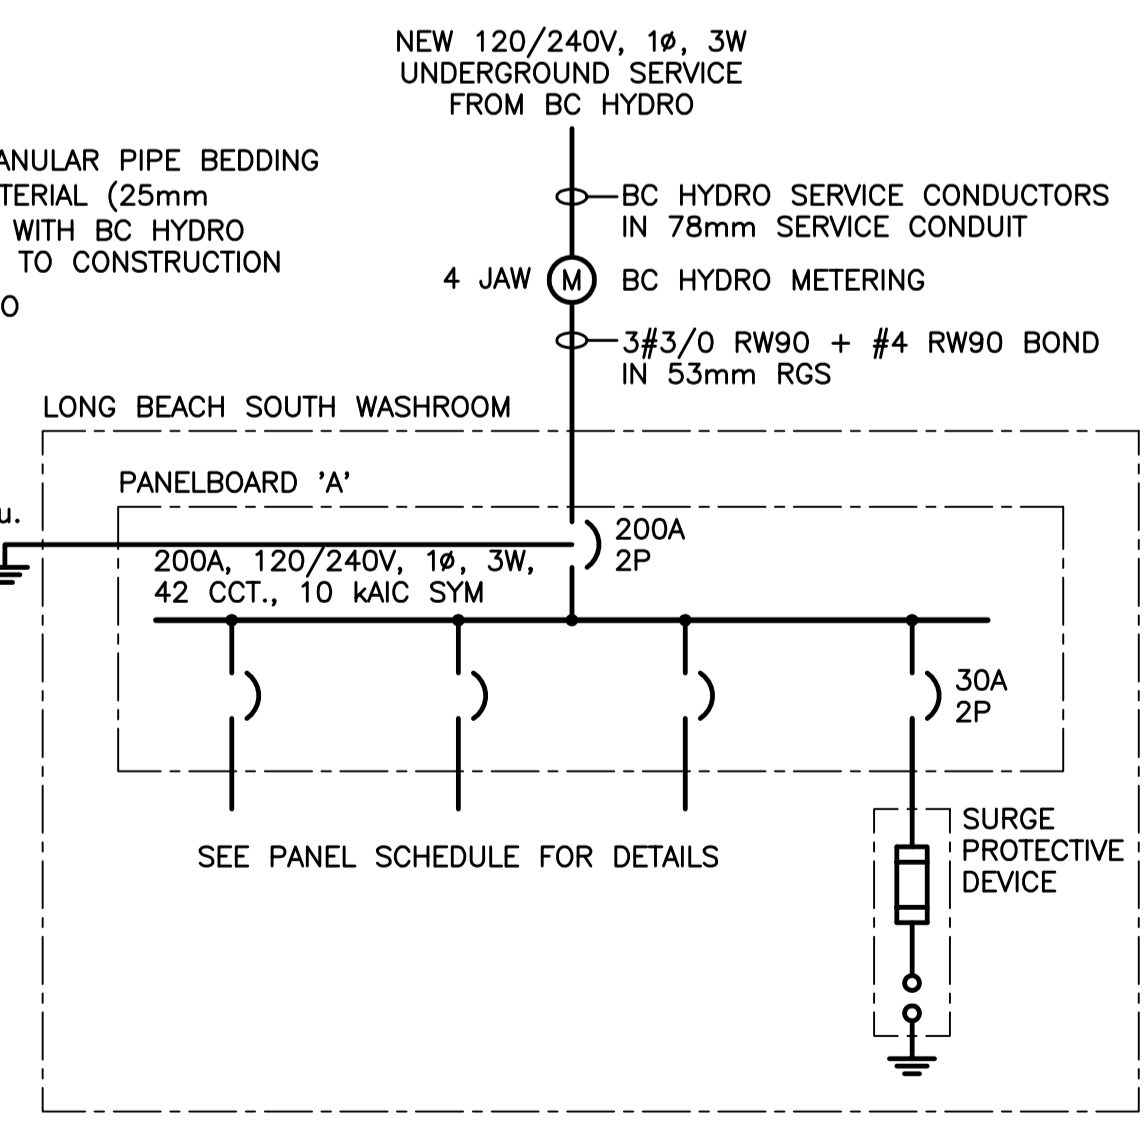 NEW 120/240V, 1ø, 3W
UNDERGROUND SERVICE
FROM BC HYDRO
PIPE BEDDING
(25mm
WITH BC HYDRO
TO CONSTRUCTION
BC HYDRO SERVICE CONDUCTORS
IN 78mm SERVICE CONDUIT
4 JAW M BC HYDRO METERING
3#3/0 RW90 + #4 RW90 BOND
IN 53mm RGS
LONG BEACH SOUTH WASHROOM
PANELBOARD 'A'
200A
2P
200A, 120/240V, 1ø, 3W,
42 CCT., 10 kAIC SYM
30A
2P
SEE PANEL SCHEDULE FOR DETAILS
SURGE
PROTECTIVE
DEVICE